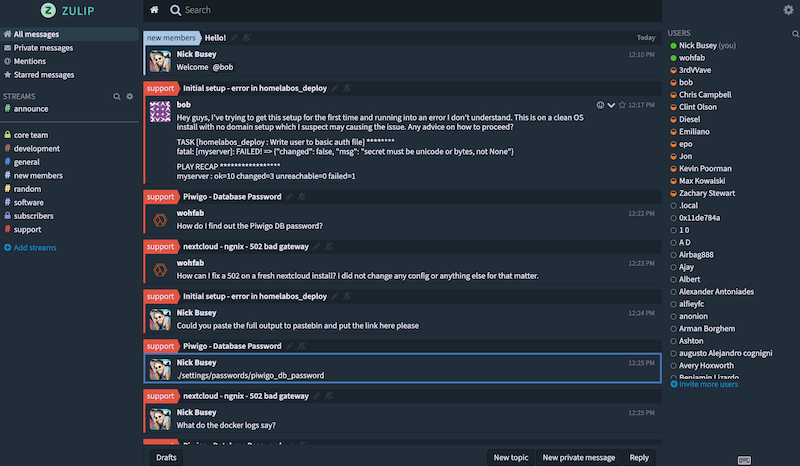 ZULIP
Search
All messages
Private messages
Mentions
Starred messages
STREAMS
announce
core team
development
general
new members
random
software
subscribers
support
Add streams
new members Hello! Today
Nick Busey 12:10 PM
Welcome @bob
support Initial setup - error in homelabos_deploy
bob 12:17 PM
Hey guys, I've trying to get this setup for the first time and running into an error I don't understand. This is on a clean OS
install with no domain setup which I suspect may causing the issue. Any advice on how to proceed?
TASK [homelabos_deploy : Write user to basic auth file] ********
fatal: [myserver]: FAILED! => {"changed": false, "msg": "secret must be unicode or bytes, not None"}
PLAY RECAP *****************
myserver : ok=10 changed=3 unreachable=0 failed=1
support Piwigo - Database Password
wohfab 12:22 PM
How do I find out the Piwigo DB password?
support nextcloud - ngnix - 502 bad gateway
wohfab 12:23 PM
How can I fix a 502 on a fresh nextcloud install? I did not change any config or anything else for that matter.
support Initial setup - error in homelabos_deploy
Nick Busey 12:24 PM
Could you paste the full output to pastebin and put the link here please
support Piwigo - Database Password
Nick Busey 12:25 PM
./settings/passwords/piwigo_db_password
support nextcloud - ngnix - 502 bad gateway
Nick Busey 12:25 PM
What do the docker logs say?
support Piwigo - Database Password
Drafts
New topic
New private message
Reply
USERS
Nick Busey (you)
wohfab
3rdVVave
bob
Chris Campbell
Clint Olson
Diesel
Emiliano
epo
Jon
Kevin Poorman
Max Kowalski
Zachary Stewart
.local
0x11de784a
1 0
A D
Airbag888
Ajay
Albert
Alexander Antoniades
alfieyfc
anonion
Arman Borghem
Ashton
augusto Alejandro cognigni
Avery Hoxworth
Benjamin Lizardo
Invite more users